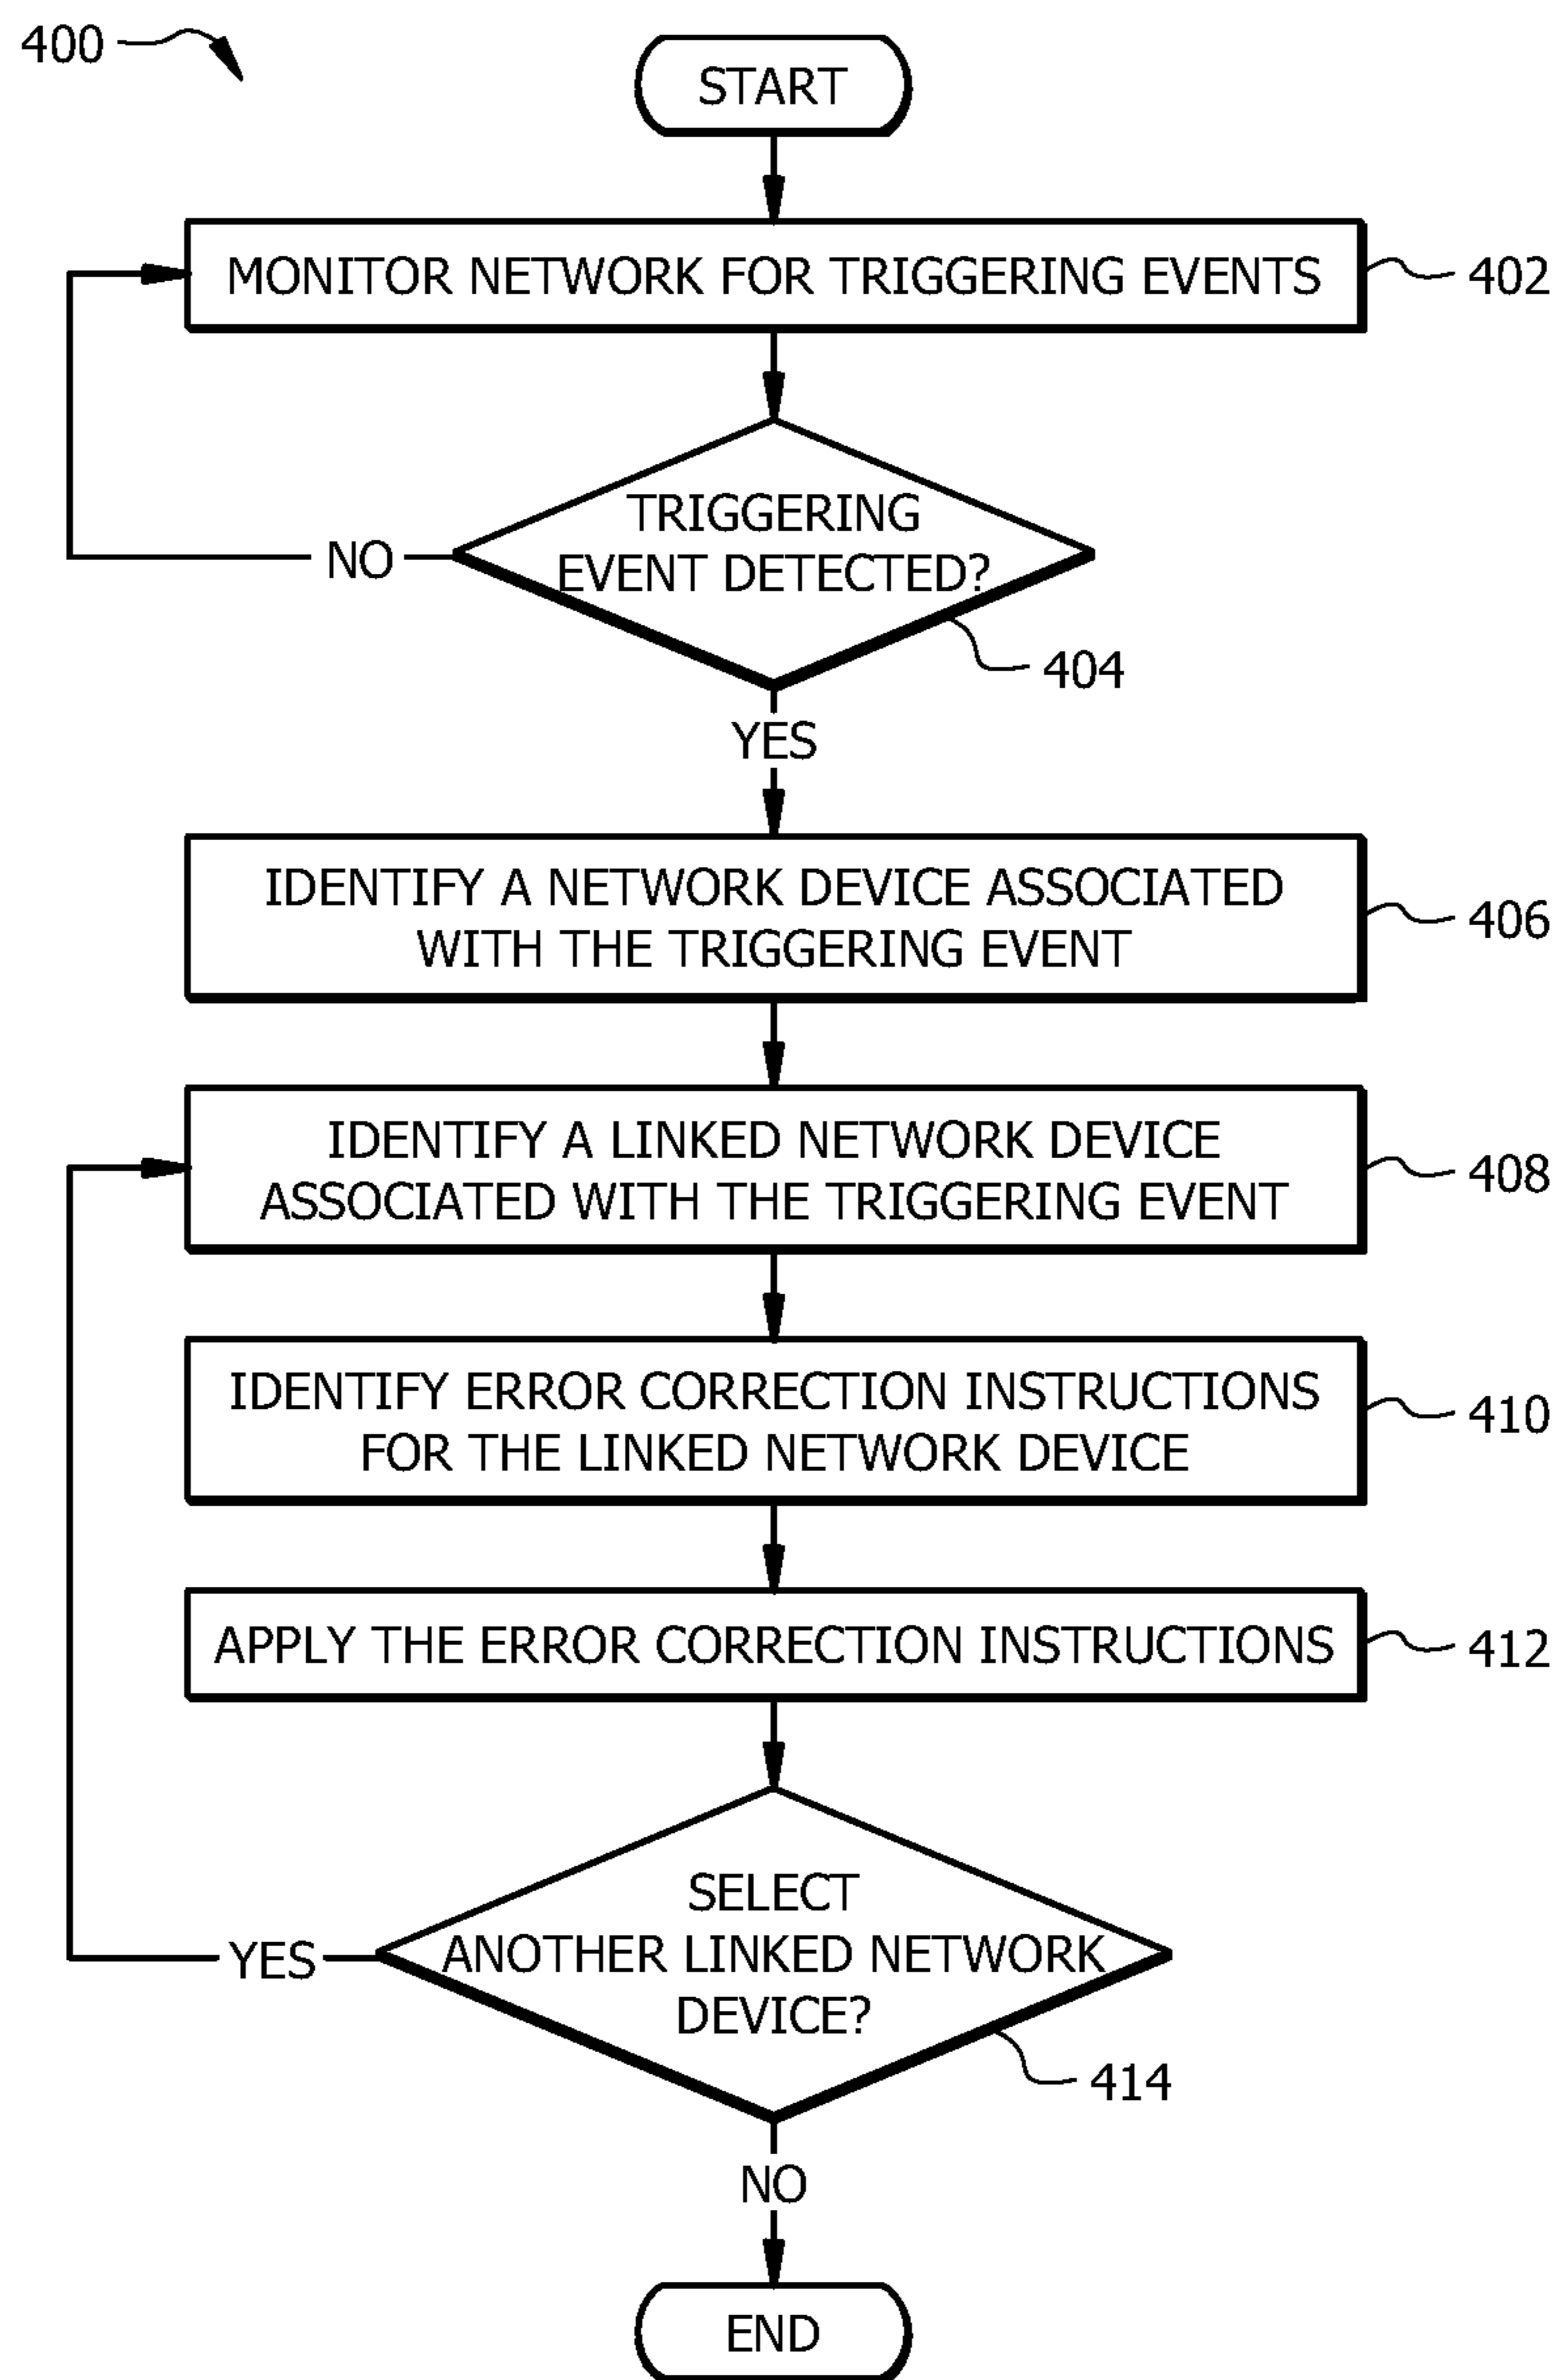 400
START
MONITOR NETWORK FOR TRIGGERING EVENTS
402
TRIGGERING
EVENT DETECTED?
NO
404
YES
IDENTIFY A NETWORK DEVICE ASSOCIATED
WITH THE TRIGGERING EVENT
406
IDENTIFY A LINKED NETWORK DEVICE
ASSOCIATED WITH THE TRIGGERING EVENT
408
IDENTIFY ERROR CORRECTION INSTRUCTIONS
FOR THE LINKED NETWORK DEVICE
410
APPLY THE ERROR CORRECTION INSTRUCTIONS
412
SELECT
ANOTHER LINKED NETWORK
DEVICE?
YES
414
NO
END